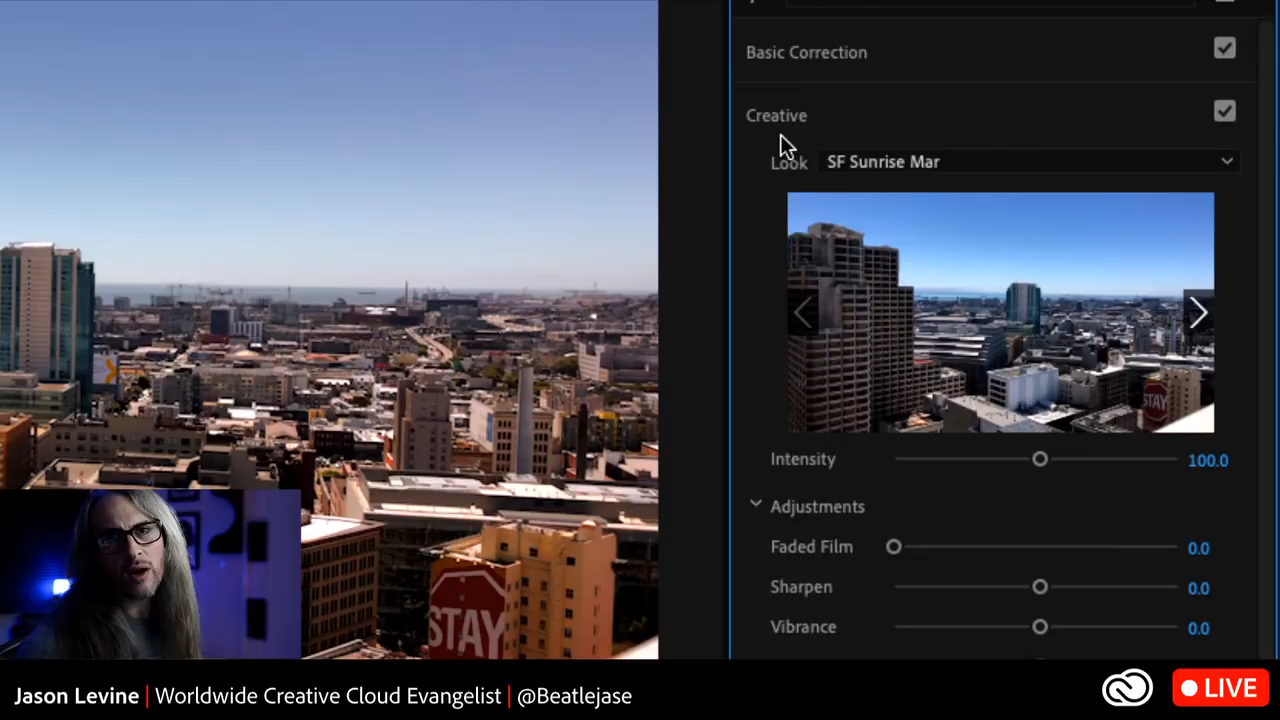 Basic Correction
Creative
Look SF Sunrise Mar
STAY
Intensity 100.0
Adjustments
Faded Film 0.0
Sharpen 0.0
Vibrance 0.0
STAY
Jason Levine | Worldwide Creative Cloud Evangelist | @Beatlejase
LIVE